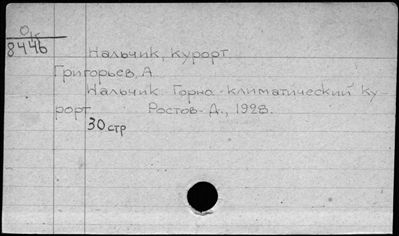 Ок
8446
Нальчик, курорт.
Григорьев, А.
Нальчик. Горно-климатический ку-
рорт. Ростов-Д., 1928.
30 стр